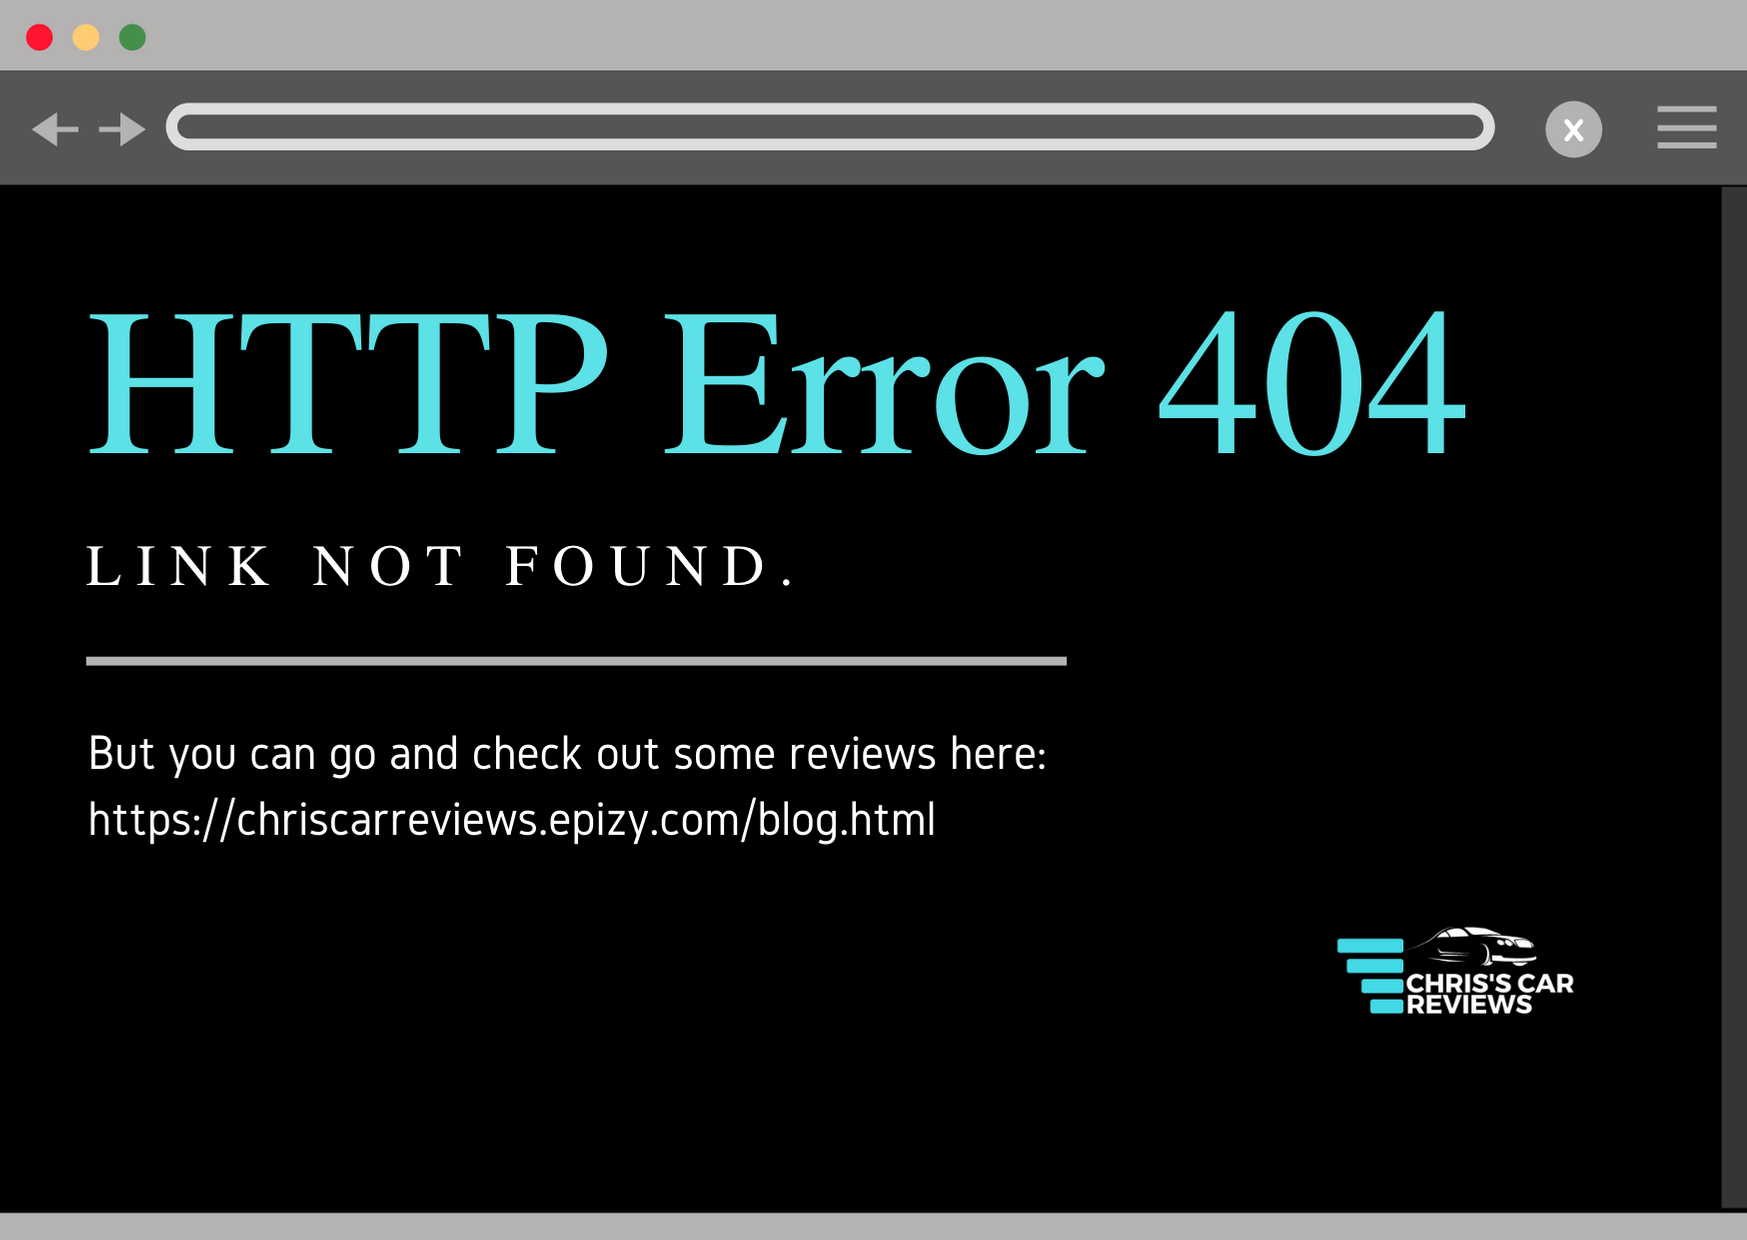 x
HTTP Error 404
LINK NOT FOUND.
But you can go and check out some reviews here:
https://chriscarreviews.epizy.com/blog.html
CHRIS'S CAR
REVIEWS